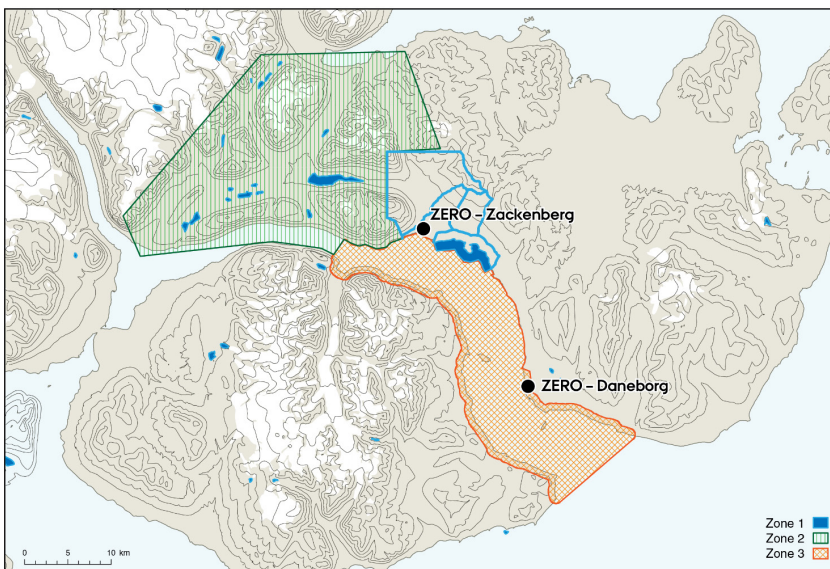 ZERO – Zackenberg
ZERO – Daneborg
Zone 1
Zone 2
Zone 3
0 5 10 km